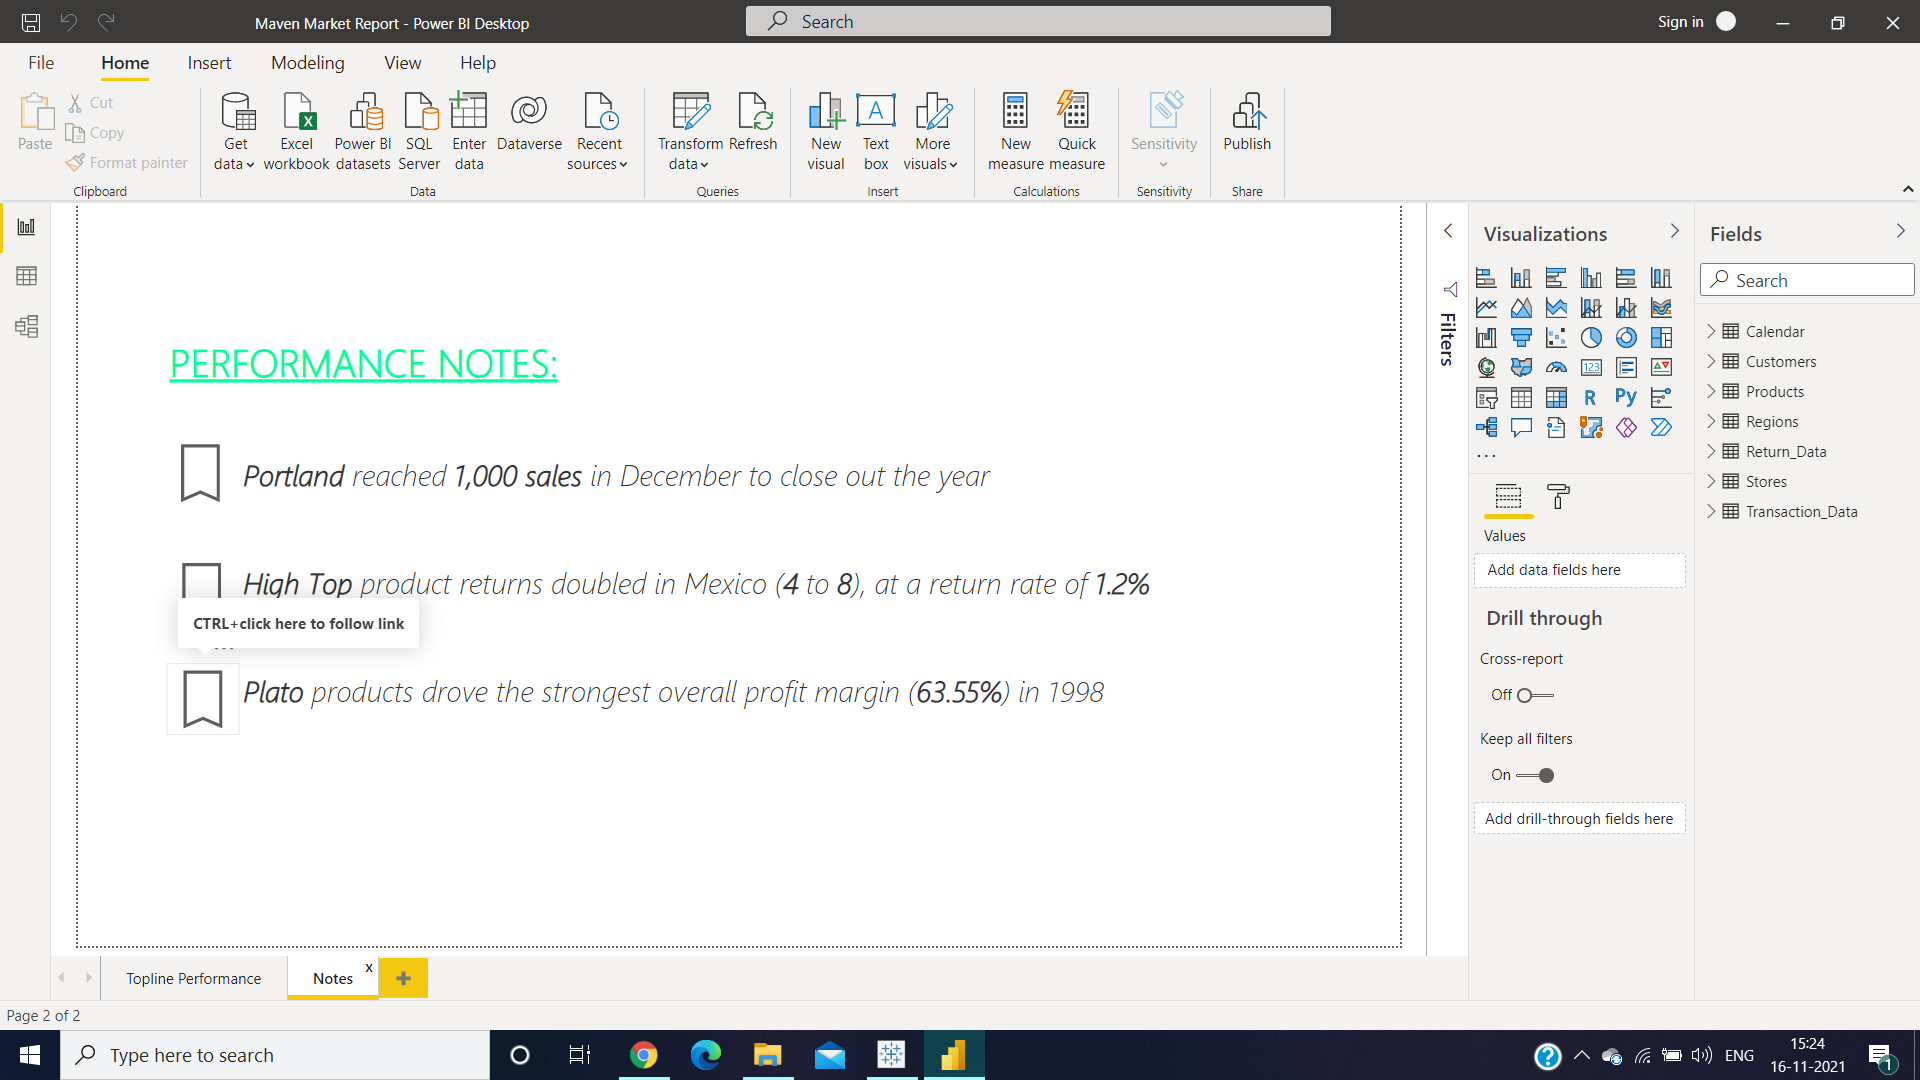 Maven Market Report - Power BI Desktop
Search
Sign in
File
Home
Insert
Modeling
View
Help
Paste
Cut
Copy
Format painter
Clipboard
Get data
Excel workbook
Power BI datasets
SQL Server
Enter data
Dataverse
Recent sources
Data
Transform data
Refresh
Queries
New visual
Text box
A
More visuals
Insert
New measure
Quick measure
Calculations
Sensitivity
Sensitivity
Publish
Share
PERFORMANCE NOTES:
Portland reached 1,000 sales in December to close out the year
High Top product returns doubled in Mexico (4 to 8), at a return rate of 1.2%
CTRL+click here to follow link
Plato products drove the strongest overall profit margin (63.55%) in 1998
Filters
Visualizations
123
R
Py
Values
Add data fields here
Drill through
Cross-report
Off
Keep all filters
On
Add drill-through fields here
Fields
Search
Calendar
Customers
Products
Regions
Return_Data
Stores
Transaction_Data
Topline Performance
Notes
x
Page 2 of 2
Type here to search
ENG
15:24
16-11-2021
1